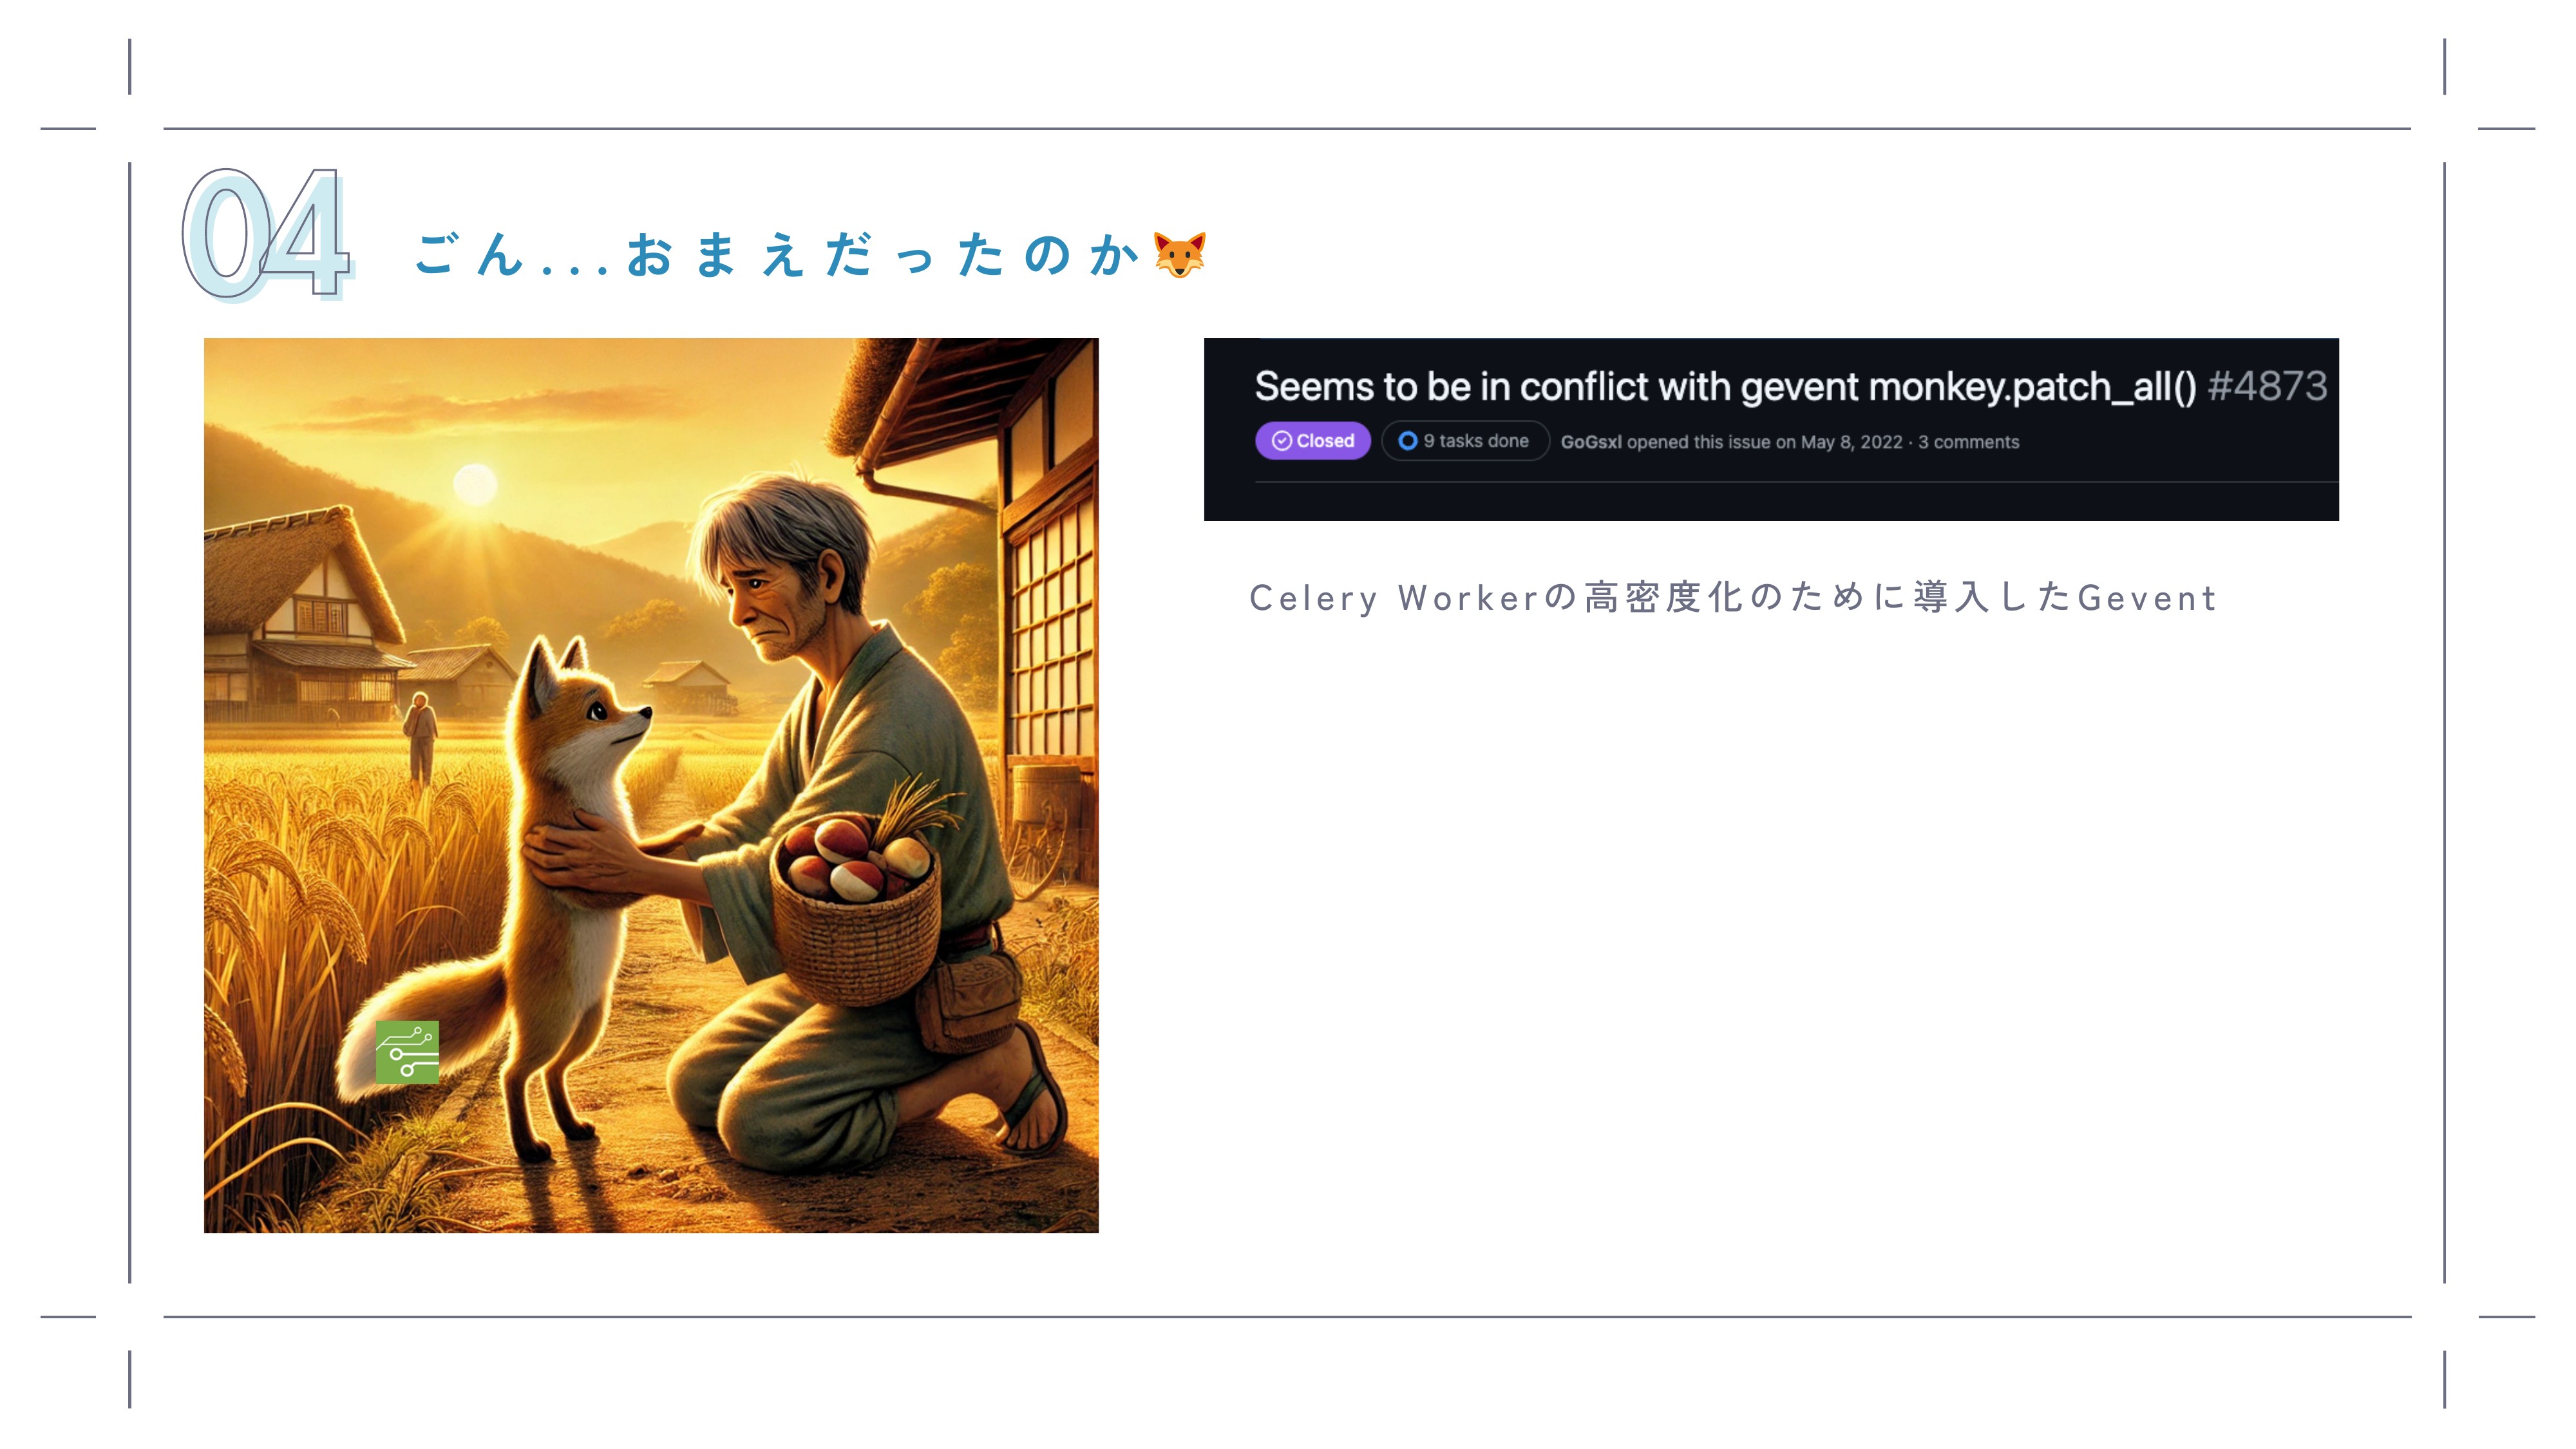 04
ごん...おまえだったのか🦊
Seems to be in conflict with gevent monkey.patch_all() #4873
Closed 9 tasks done GoGsxl opened this issue on May 8, 2022 · 3 comments
Celery Workerの高密度化のために導入したGevent